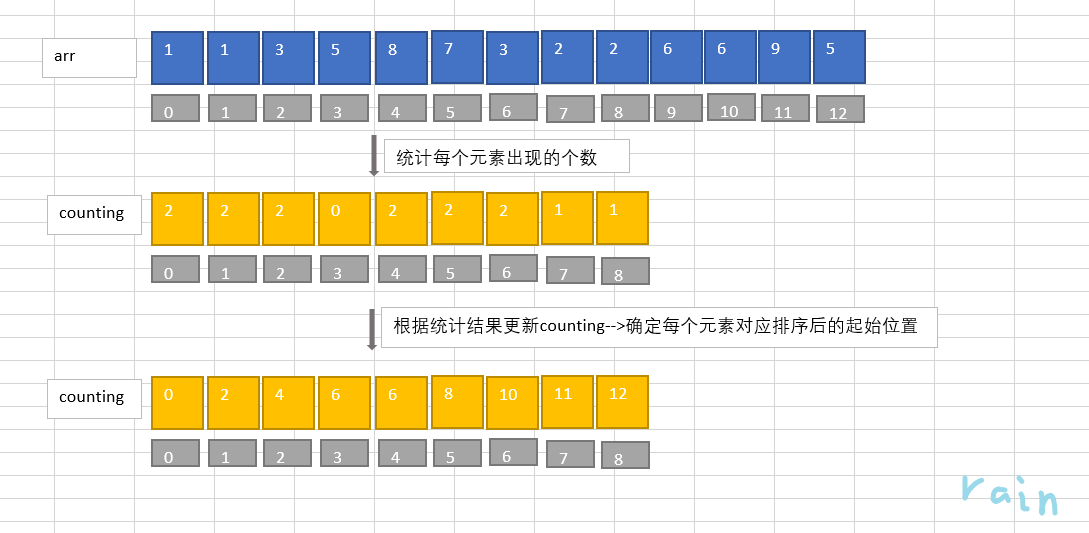 arr 1 1 3 5 8 7 3 2 2 6 6 9 5
0 1 2 3 4 5 6 7 8 9 10 11 12
统计每个元素出现的个数
counting 2 2 2 0 2 2 2 1 1
0 1 2 3 4 5 6 7 8
根据统计结果更新counting-->确定每个元素对应排序后的起始位置
counting 0 2 4 6 6 8 10 11 12
0 1 2 3 4 5 6 7 8
rain